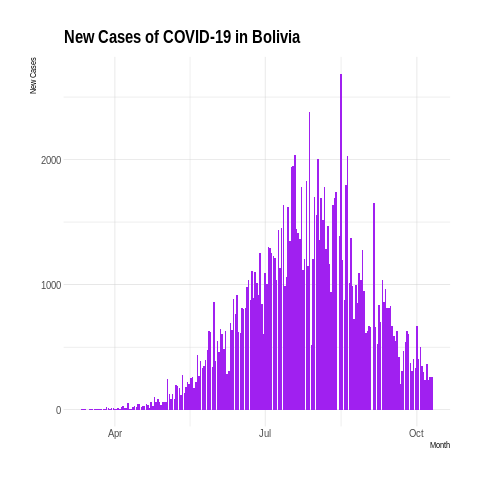 New Cases of COVID-19 in Bolivia
New Cases
2000
1000
0
Apr
Jul
Oct
Month